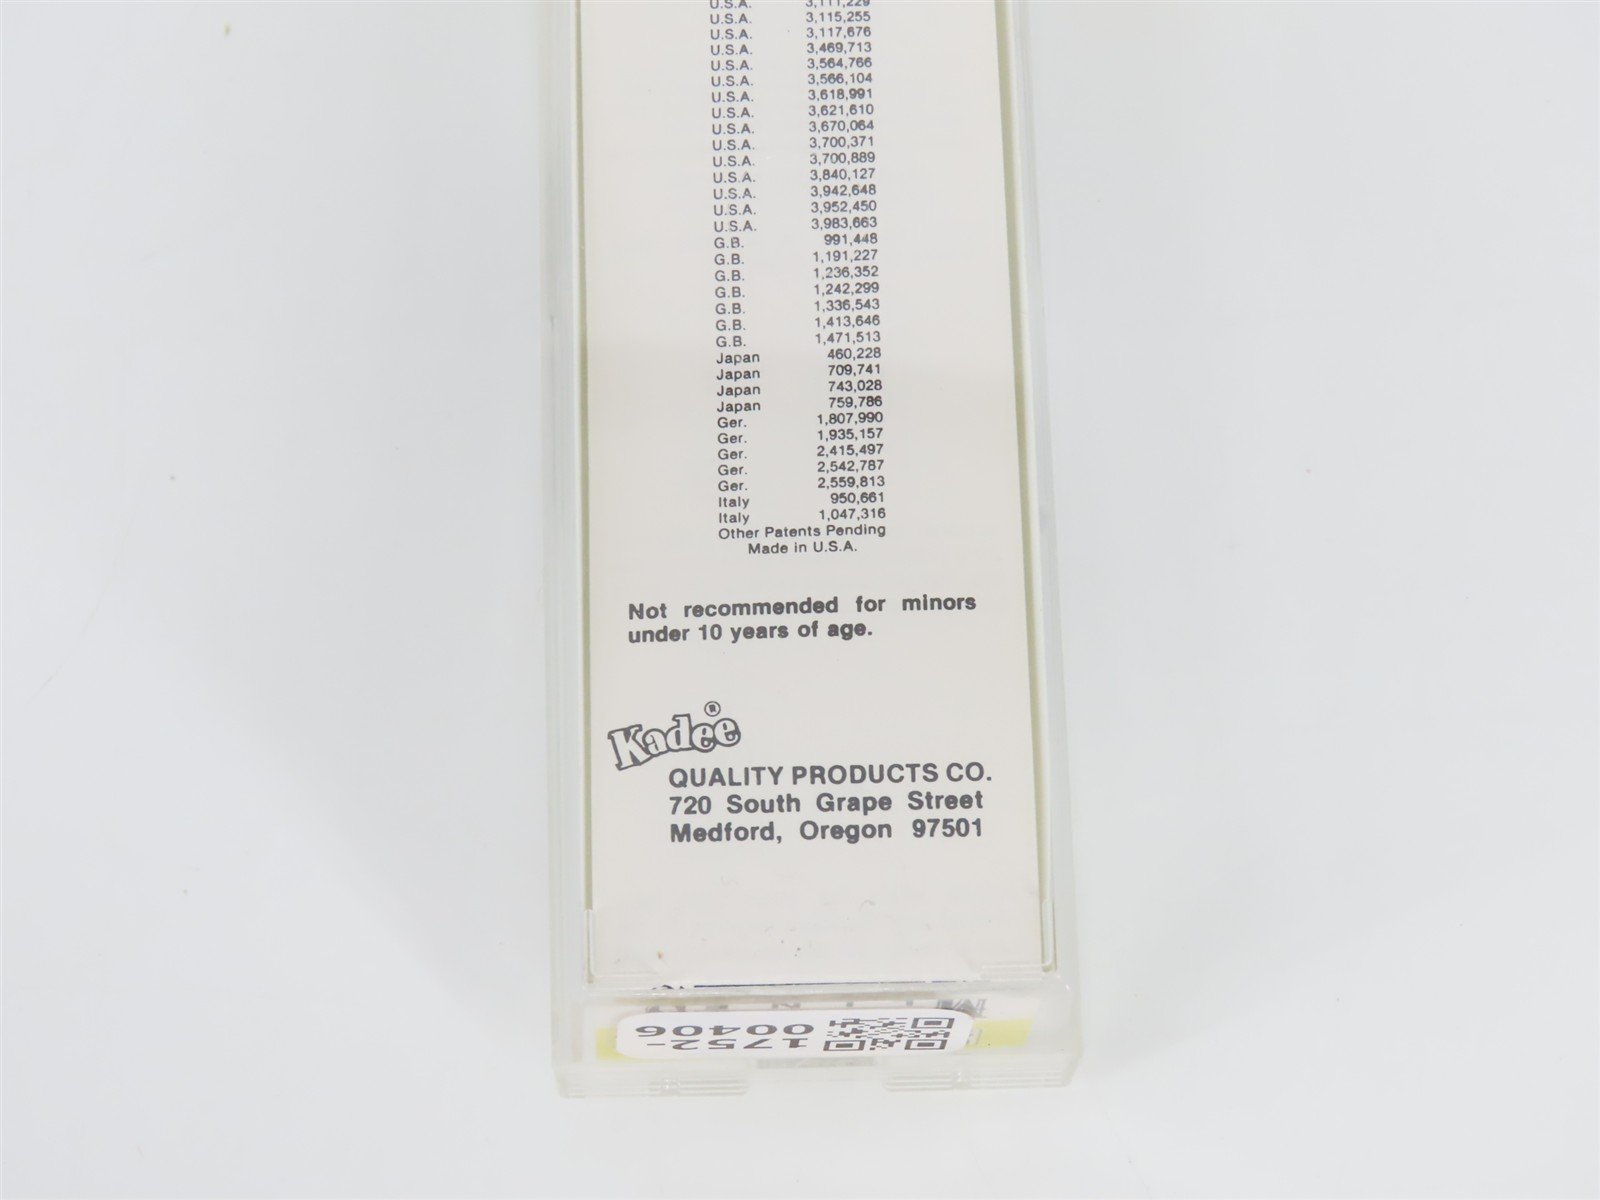 U.S.A. 3,111,229
U.S.A. 3,115,255
U.S.A. 3,117,676
U.S.A. 3,469,713
U.S.A. 3,564,766
U.S.A. 3,566,104
U.S.A. 3,618,991
U.S.A. 3,621,610
U.S.A. 3,670,064
U.S.A. 3,700,371
U.S.A. 3,700,889
U.S.A. 3,840,127
U.S.A. 3,942,648
U.S.A. 3,952,450
U.S.A. 3,983,663
G.B. 991,448
G.B. 1,191,227
G.B. 1,236,352
G.B. 1,242,299
G.B. 1,336,543
G.B. 1,413,646
G.B. 1,471,513
Japan 460,228
Japan 709,741
Japan 743,028
Japan 759,786
Ger. 1,807,990
Ger. 1,935,157
Ger. 2,415,497
Ger. 2,542,787
Ger. 2,559,813
Italy 950,661
Italy 1,047,316
Other Patents Pending
Made in U.S.A.
Not recommended for minors
under 10 years of age.
Kadee®
QUALITY PRODUCTS CO.
720 South Grape Street
Medford, Oregon 97501
1752-
00406